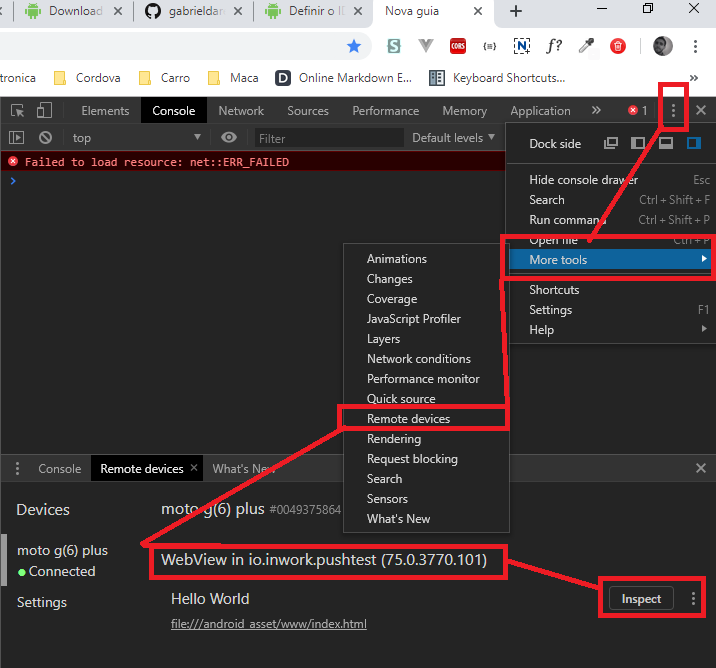 Download
gabrieldar
Definir o ID
Nova guia
CORS
f?
tronica
Cordova
Carro
Maca
Online Markdown E...
Keyboard Shortcuts...
Elements
Console
Network
Sources
Performance
Memory
Application
1
top
Filter
Default levels
Failed to load resource: net::ERR_FAILED
Dock side
Hide console drawer Esc
Search Ctrl + Shift + F
Run command Ctrl + Shift + P
Open file Ctrl + P
More tools
Shortcuts
Settings F1
Help
Animations
Changes
Coverage
JavaScript Profiler
Layers
Network conditions
Performance monitor
Quick source
Remote devices
Rendering
Request blocking
Search
Sensors
What's New
Console
Remote devices
What's New
Devices
moto g(6) plus
Connected
Settings
moto g(6) plus #0049375864
WebView in io.inwork.pushtest (75.0.3770.101)
Hello World
file:///android_asset/www/index.html
Inspect